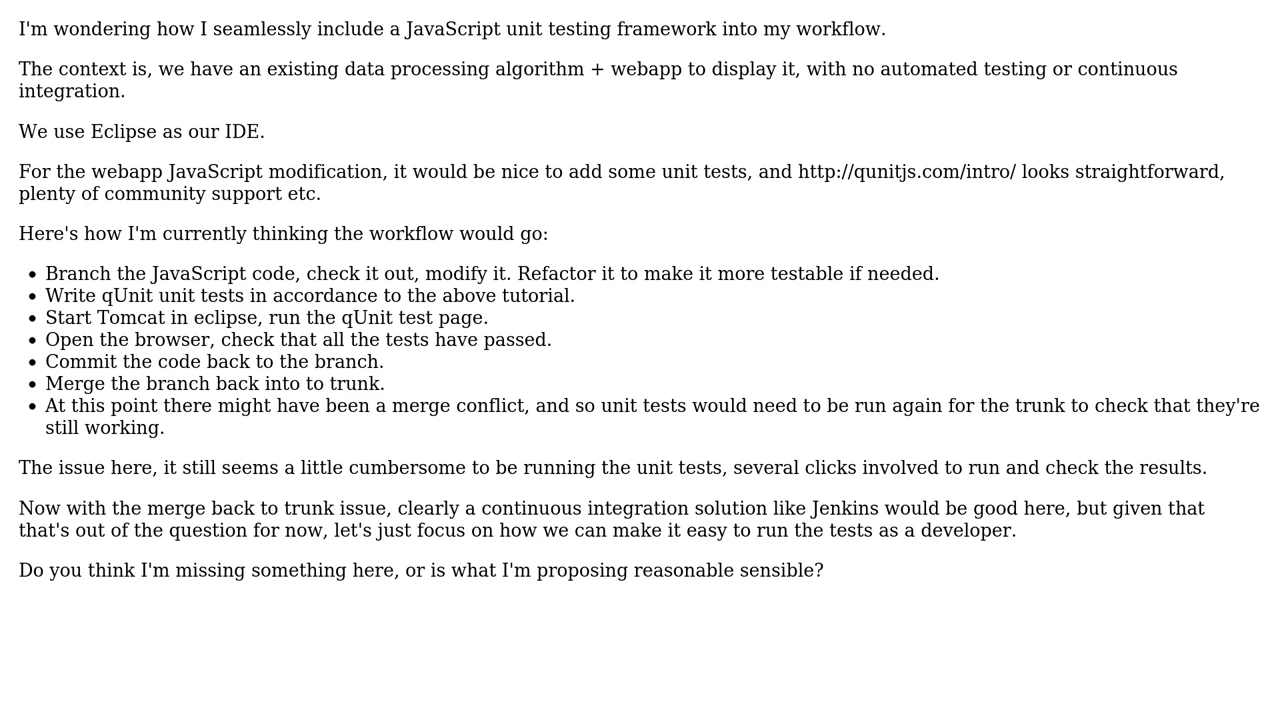 I'm wondering how I seamlessly include a JavaScript unit testing framework into my workflow.
The context is, we have an existing data processing algorithm + webapp to display it, with no automated testing or continuous
integration.
We use Eclipse as our IDE.
For the webapp JavaScript modification, it would be nice to add some unit tests, and http://qunitjs.com/intro/ looks straightforward,
plenty of community support etc.
Here's how I'm currently thinking the workflow would go:
• Branch the JavaScript code, check it out, modify it. Refactor it to make it more testable if needed.
• Write qUnit unit tests in accordance to the above tutorial.
• Start Tomcat in eclipse, run the qUnit test page.
• Open the browser, check that all the tests have passed.
• Commit the code back to the branch.
• Merge the branch back into to trunk.
• At this point there might have been a merge conflict, and so unit tests would need to be run again for the trunk to check that they're
still working.
The issue here, it still seems a little cumbersome to be running the unit tests, several clicks involved to run and check the results.
Now with the merge back to trunk issue, clearly a continuous integration solution like Jenkins would be good here, but given that
that's out of the question for now, let's just focus on how we can make it easy to run the tests as a developer.
Do you think I'm missing something here, or is what I'm proposing reasonable sensible?